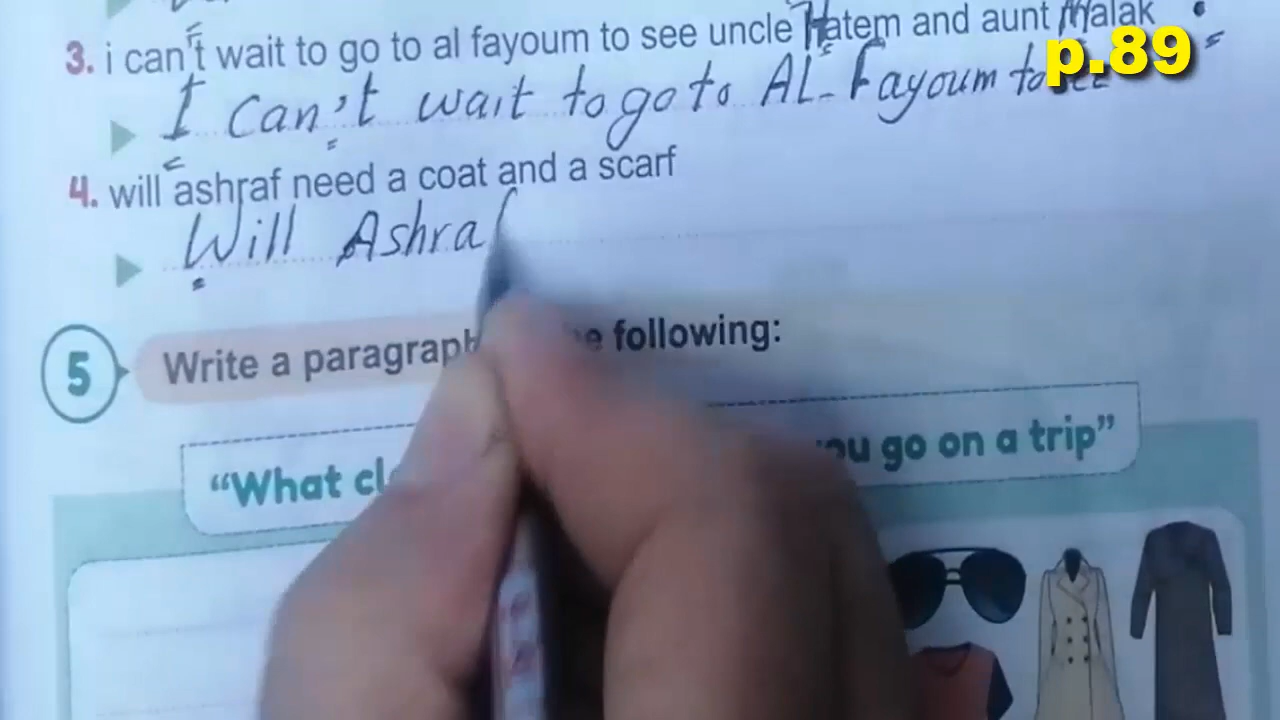 3. i can't wait to go to al fayoum to see uncle Hatem and aunt Malak
p.89
I can't wait to go to AL-Fayoum to see
4. will ashraf need a coat and a scarf
Will Ashraf
5 Write a paragraph following:
"What you go on a trip"